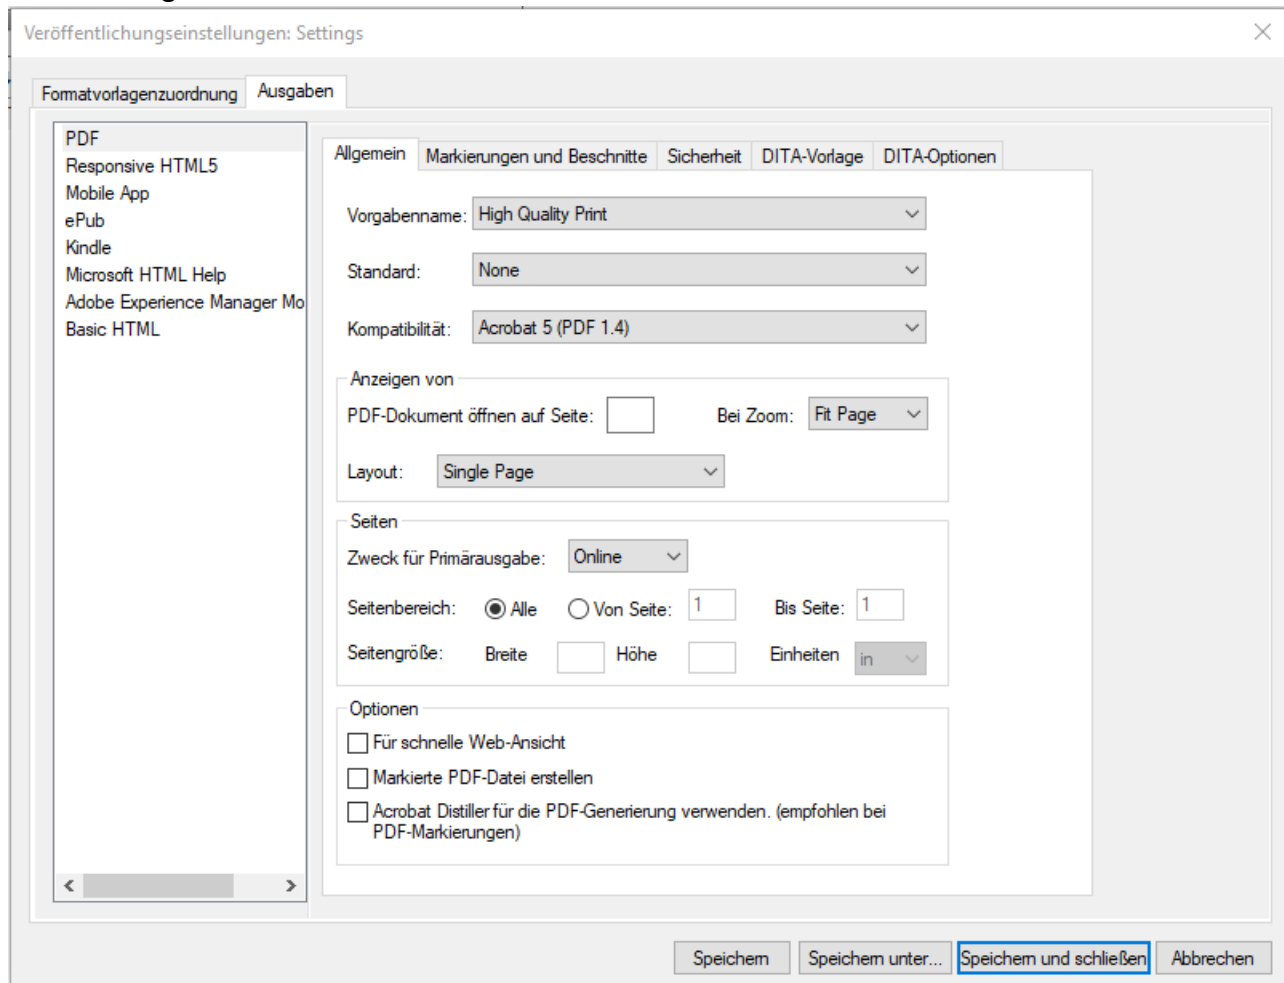 Veröffentlichungseinstellungen: Settings
Formatvorlagenzuordnung Ausgaben
PDF
Responsive HTML5
Mobile App
ePub
Kindle
Microsoft HTML Help
Adobe Experience Manager Mo
Basic HTML
Allgemein Markierungen und Beschnitte Sicherheit DITA-Vorlage DITA-Optionen
Vorgabenname: High Quality Print
Standard: None
Kompatibilität: Acrobat 5 (PDF 1.4)
Anzeigen von
PDF-Dokument öffnen auf Seite: Bei Zoom: Fit Page
Layout: Single Page
Seiten
Zweck für Primärausgabe: Online
Seitenbereich: Alle Von Seite: 1 Bis Seite: 1
Seitengröße: Breite Höhe Einheiten in
Optionen
Für schnelle Web-Ansicht
Markierte PDF-Datei erstellen
Acrobat Distiller für die PDF-Generierung verwenden. (empfohlen bei
PDF-Markierungen)
Speichern Speichern unter... Speichern und schließen Abbrechen